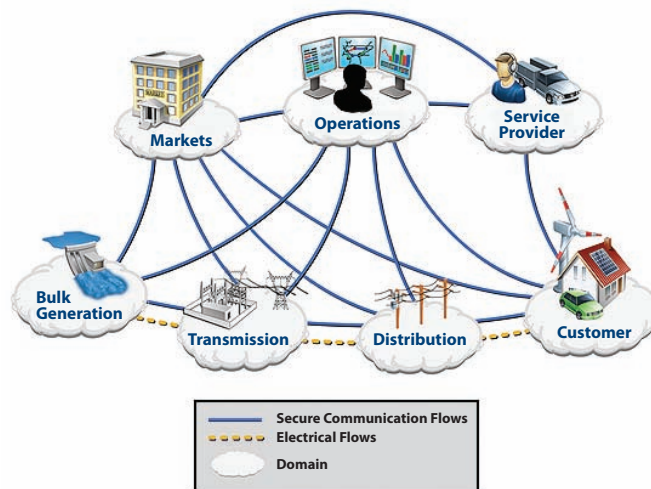 Markets
Operations
Service
Provider
Bulk
Generation
Transmission
Distribution
Customer
Secure Communication Flows
Electrical Flows
Domain